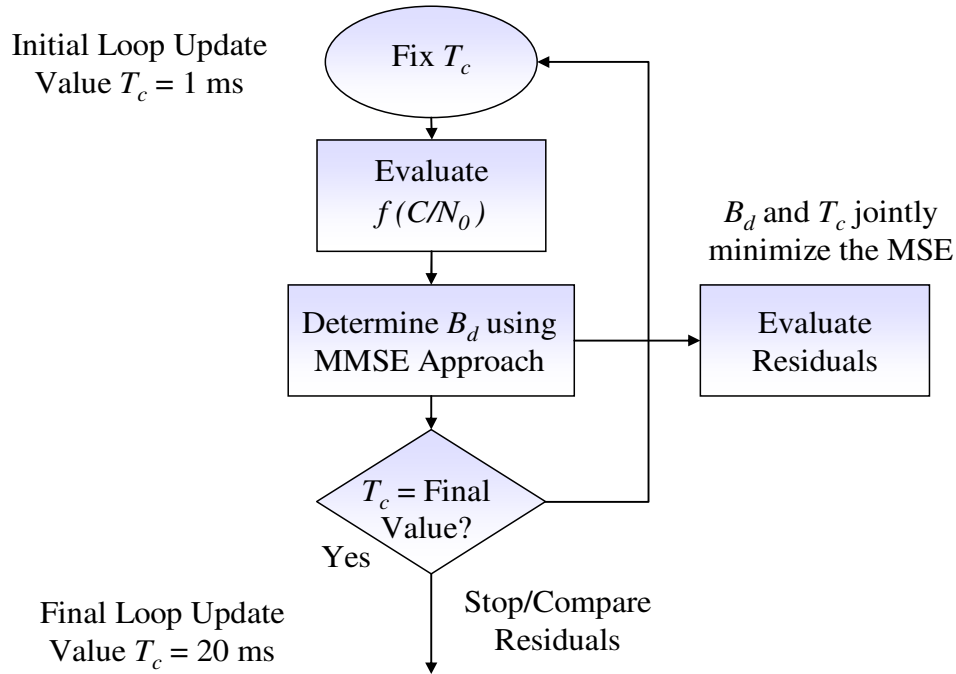 Initial Loop Update
Value T_c = 1 ms
Fix T_c
Evaluate
f(C/N_0)
B_d and T_c jointly
minimize the MSE
Determine B_d using
MMSE Approach
Evaluate
Residuals
T_c = Final
Value?
Yes
Final Loop Update
Value T_c = 20 ms
Stop/Compare
Residuals